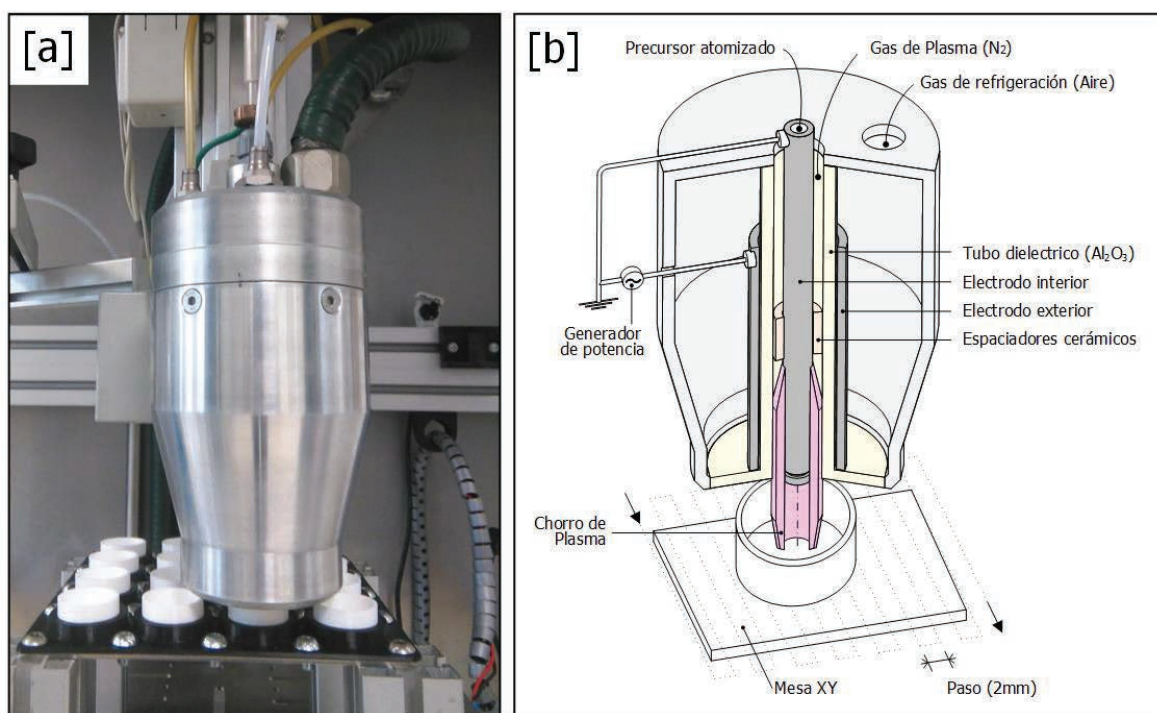 [a]
[b]
Precursor atomizado
Gas de Plasma (N₂)
Gas de refrigeración (Aire)
Tubo dielectrico (Al₂O₃)
Electrodo interior
Electrodo exterior
Espaciadores cerámicos
Generador
de potencia
Chorro de
Plasma
Mesa XY
Paso (2mm)